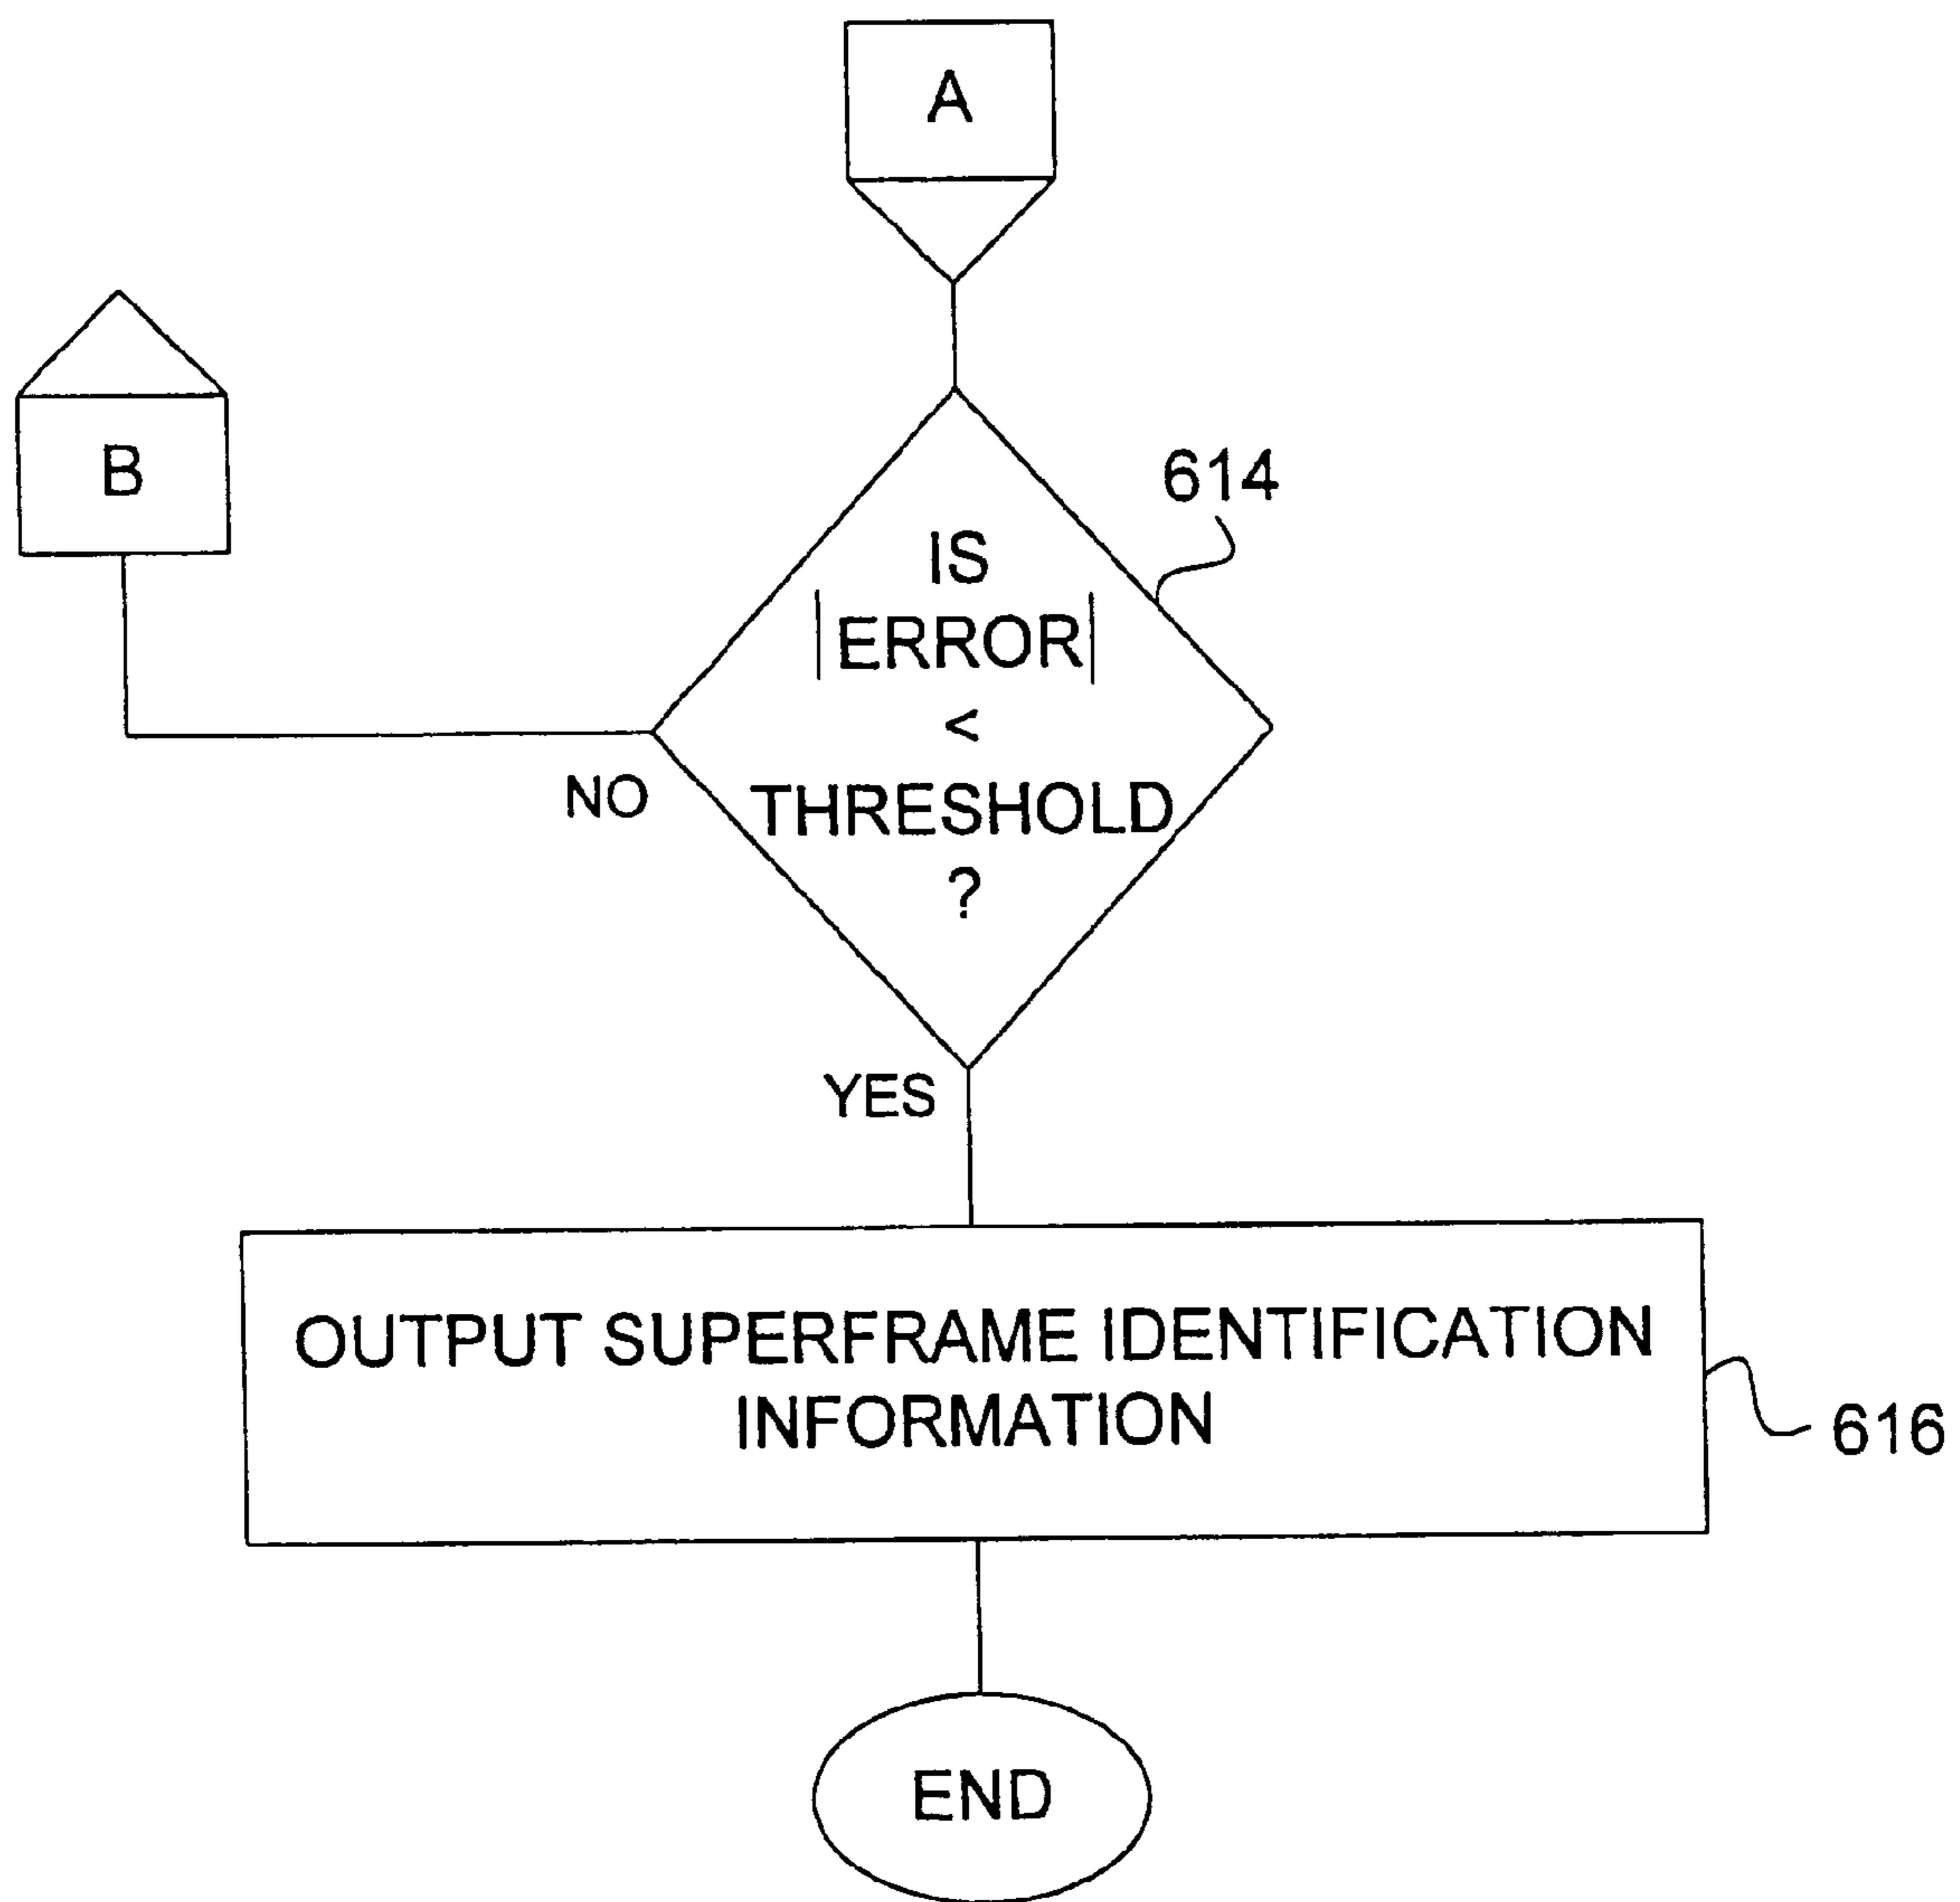 A
B
614
IS
|ERROR|
<
THRESHOLD
?
NO
YES
OUTPUT SUPERFRAME IDENTIFICATION
INFORMATION
616
END